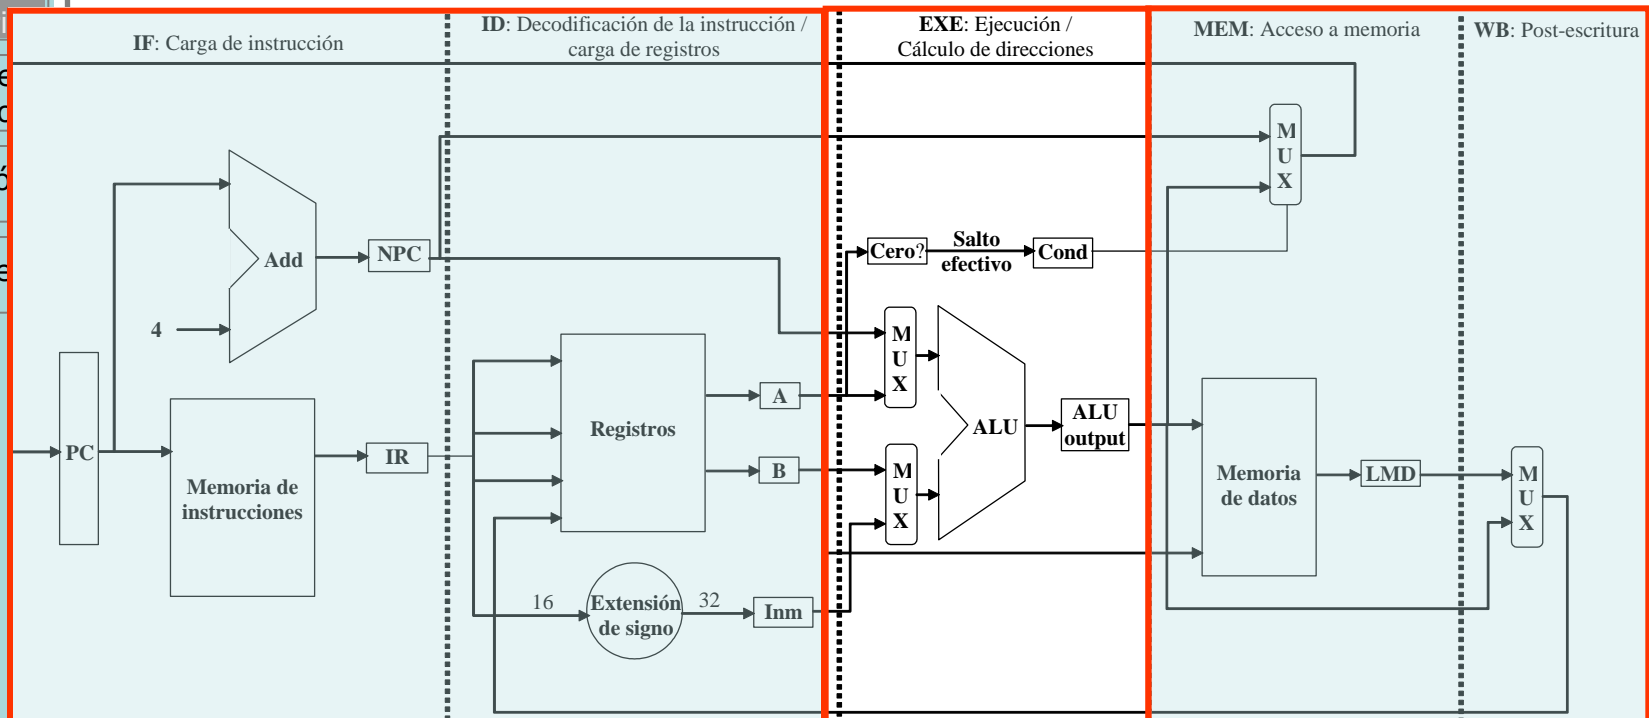 IF: Carga de instrucción
ID: Decodificación de la instrucción /
carga de registros
EXE: Ejecución /
Cálculo de direcciones
MEM: Acceso a memoria
WB: Post-escritura
M
U
X
Add
NPC
4
Cero?
Salto
efectivo
Cond
M
U
X
PC
Memoria de
instrucciones
IR
Registros
A
B
M
U
X
ALU
ALU
output
Memoria
de datos
LMD
M
U
X
16
Extensión
de signo
32
Inm